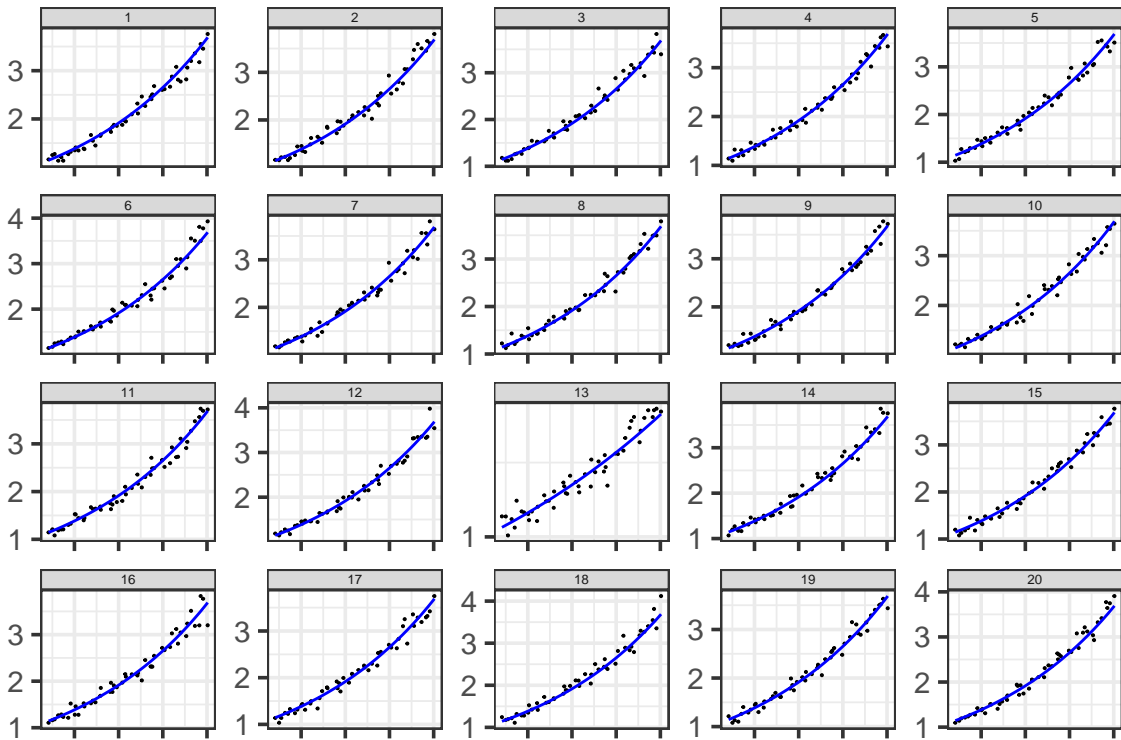 1 2 3 4 5
3 3 3 3 3
2 2 2 2 2
1 1 1
6 7 8 9 10
4
3 3 3 3 3
2 2 2 2 2
1
11 12 13 14 15
4
3 3 3 3
2 2 2 2
1 1 1 1
16 17 18 19 20
4 4
3 3 3 3 3
2 2 2 2 2
1 1 1 1 1